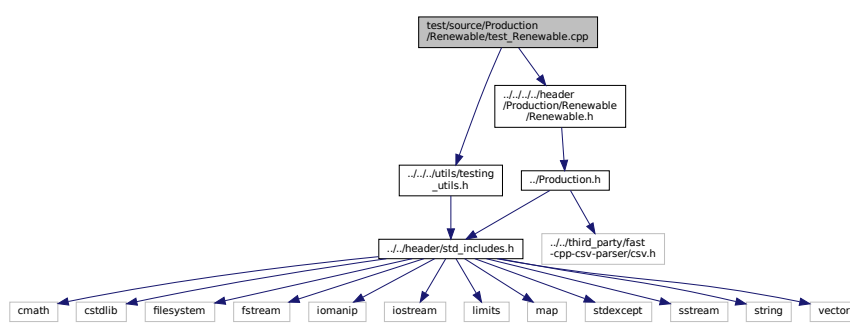 test/source/Production
/Renewable/test_Renewable.cpp
../../../../header
/Production/Renewable
/Renewable.h
../../../utils/testing
_utils.h
../Production.h
../../header/std_includes.h
../../third_party/fast
-cpp-csv-parser/csv.h
cmath
cstdlib
filesystem
fstream
iomanip
iostream
limits
map
stdexcept
sstream
string
vector